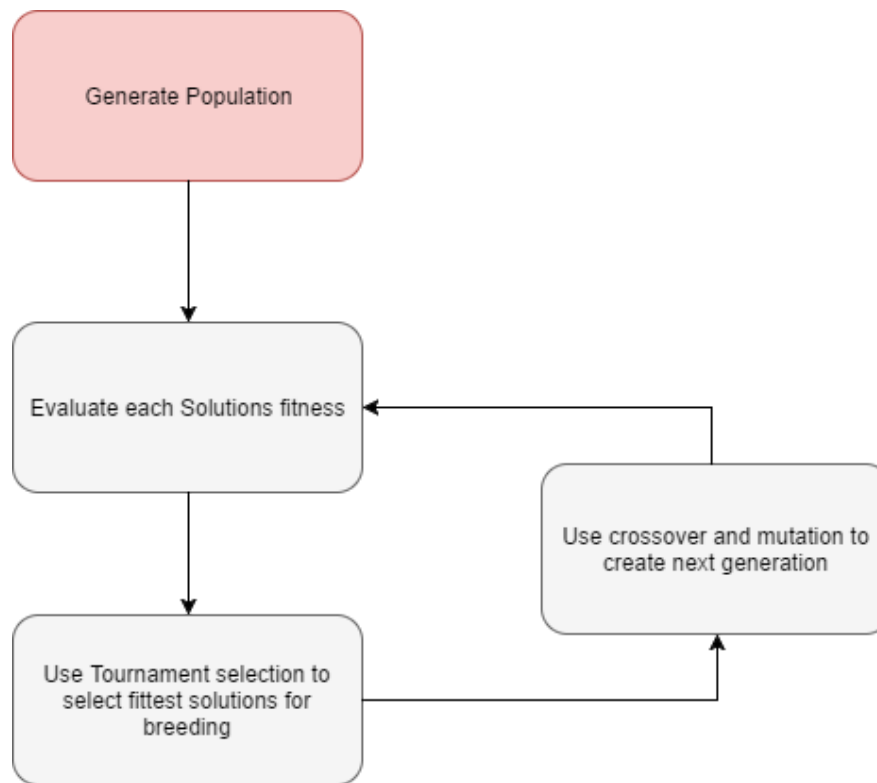 Generate Population
Evaluate each Solutions fitness
Use Tournament selection to
select fittest solutions for
breeding
Use crossover and mutation to
create next generation